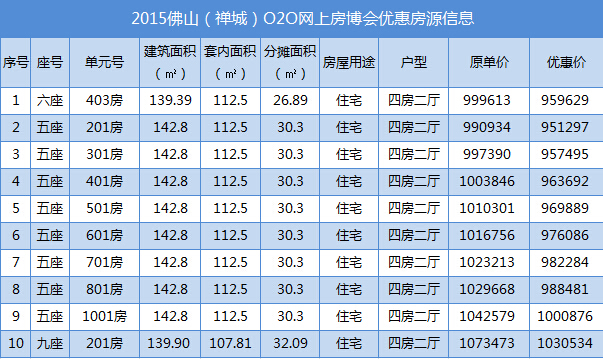 2015佛山（禅城）O2O网上房博会优惠房源信息
序号 座号 单元号 建筑面积（㎡） 套内面积（㎡） 分摊面积（㎡） 房屋用途 户型 原单价 优惠价
1 六座 403房 139.39 112.5 26.89 住宅 四房二厅 999613 959629
2 五座 201房 142.8 112.5 30.3 住宅 四房二厅 990934 951297
3 五座 301房 142.8 112.5 30.3 住宅 四房二厅 997390 957495
4 五座 401房 142.8 112.5 30.3 住宅 四房二厅 1003846 963692
5 五座 501房 142.8 112.5 30.3 住宅 四房二厅 1010301 969889
6 五座 601房 142.8 112.5 30.3 住宅 四房二厅 1016756 976086
7 五座 701房 142.8 112.5 30.3 住宅 四房二厅 1023213 982284
8 五座 801房 142.8 112.5 30.3 住宅 四房二厅 1029668 988481
9 五座 1001房 142.8 112.5 30.3 住宅 四房二厅 1042579 1000876
10 九座 201房 139.90 107.81 32.09 住宅 四房二厅 1073473 1030534